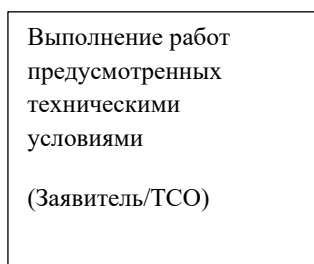 Выполнение работ
предусмотренных
техническими
условиями
(Заявитель/ТСО)